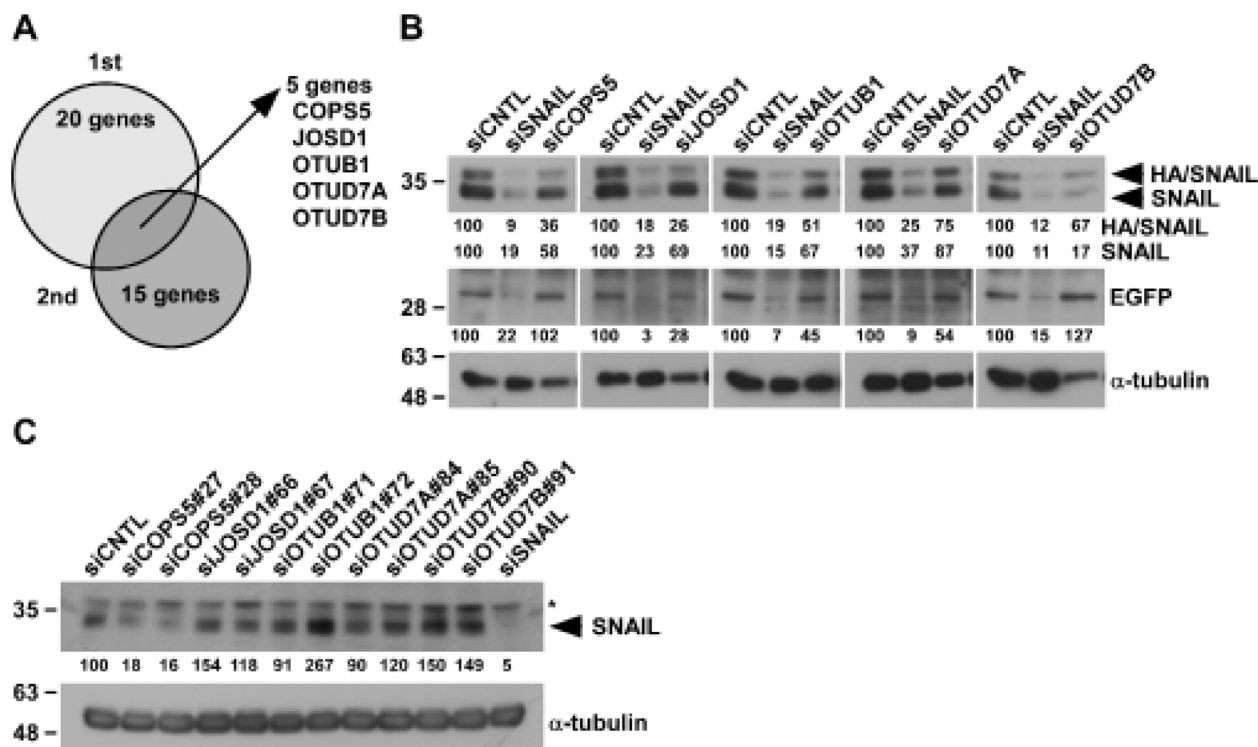 A
1st
20 genes
2nd
15 genes
5 genes
COPS5
JOSD1
OTUB1
OTUD7A
OTUD7B
B
siCNTL siSNAIL siCOPS5 siCNTL siSNAIL siJOSD1 siCNTL siSNAIL siOTUB1 siCNTL siSNAIL siOTUD7A siCNTL siSNAIL siOTUD7B
35
HA/SNAIL
SNAIL
100 9 36 100 18 26 100 19 51 100 25 75 100 12 67 HA/SNAIL
100 19 58 100 23 69 100 15 67 100 37 87 100 11 17 SNAIL
28
EGFP
100 22 102 100 3 28 100 7 45 100 9 54 100 15 127
63
48
α-tubulin
C
siCNTL siCOPS5#27 siCOPS5#28 siJOSD1#66 siJOSD1#67 siOTUB1#71 siOTUB1#72 siOTUD7A#84 siOTUD7A#85 siOTUD7B#90 siOTUD7B#91 siSNAIL
35 *
SNAIL
100 18 16 154 118 91 267 90 120 150 149 5
63
48
α-tubulin